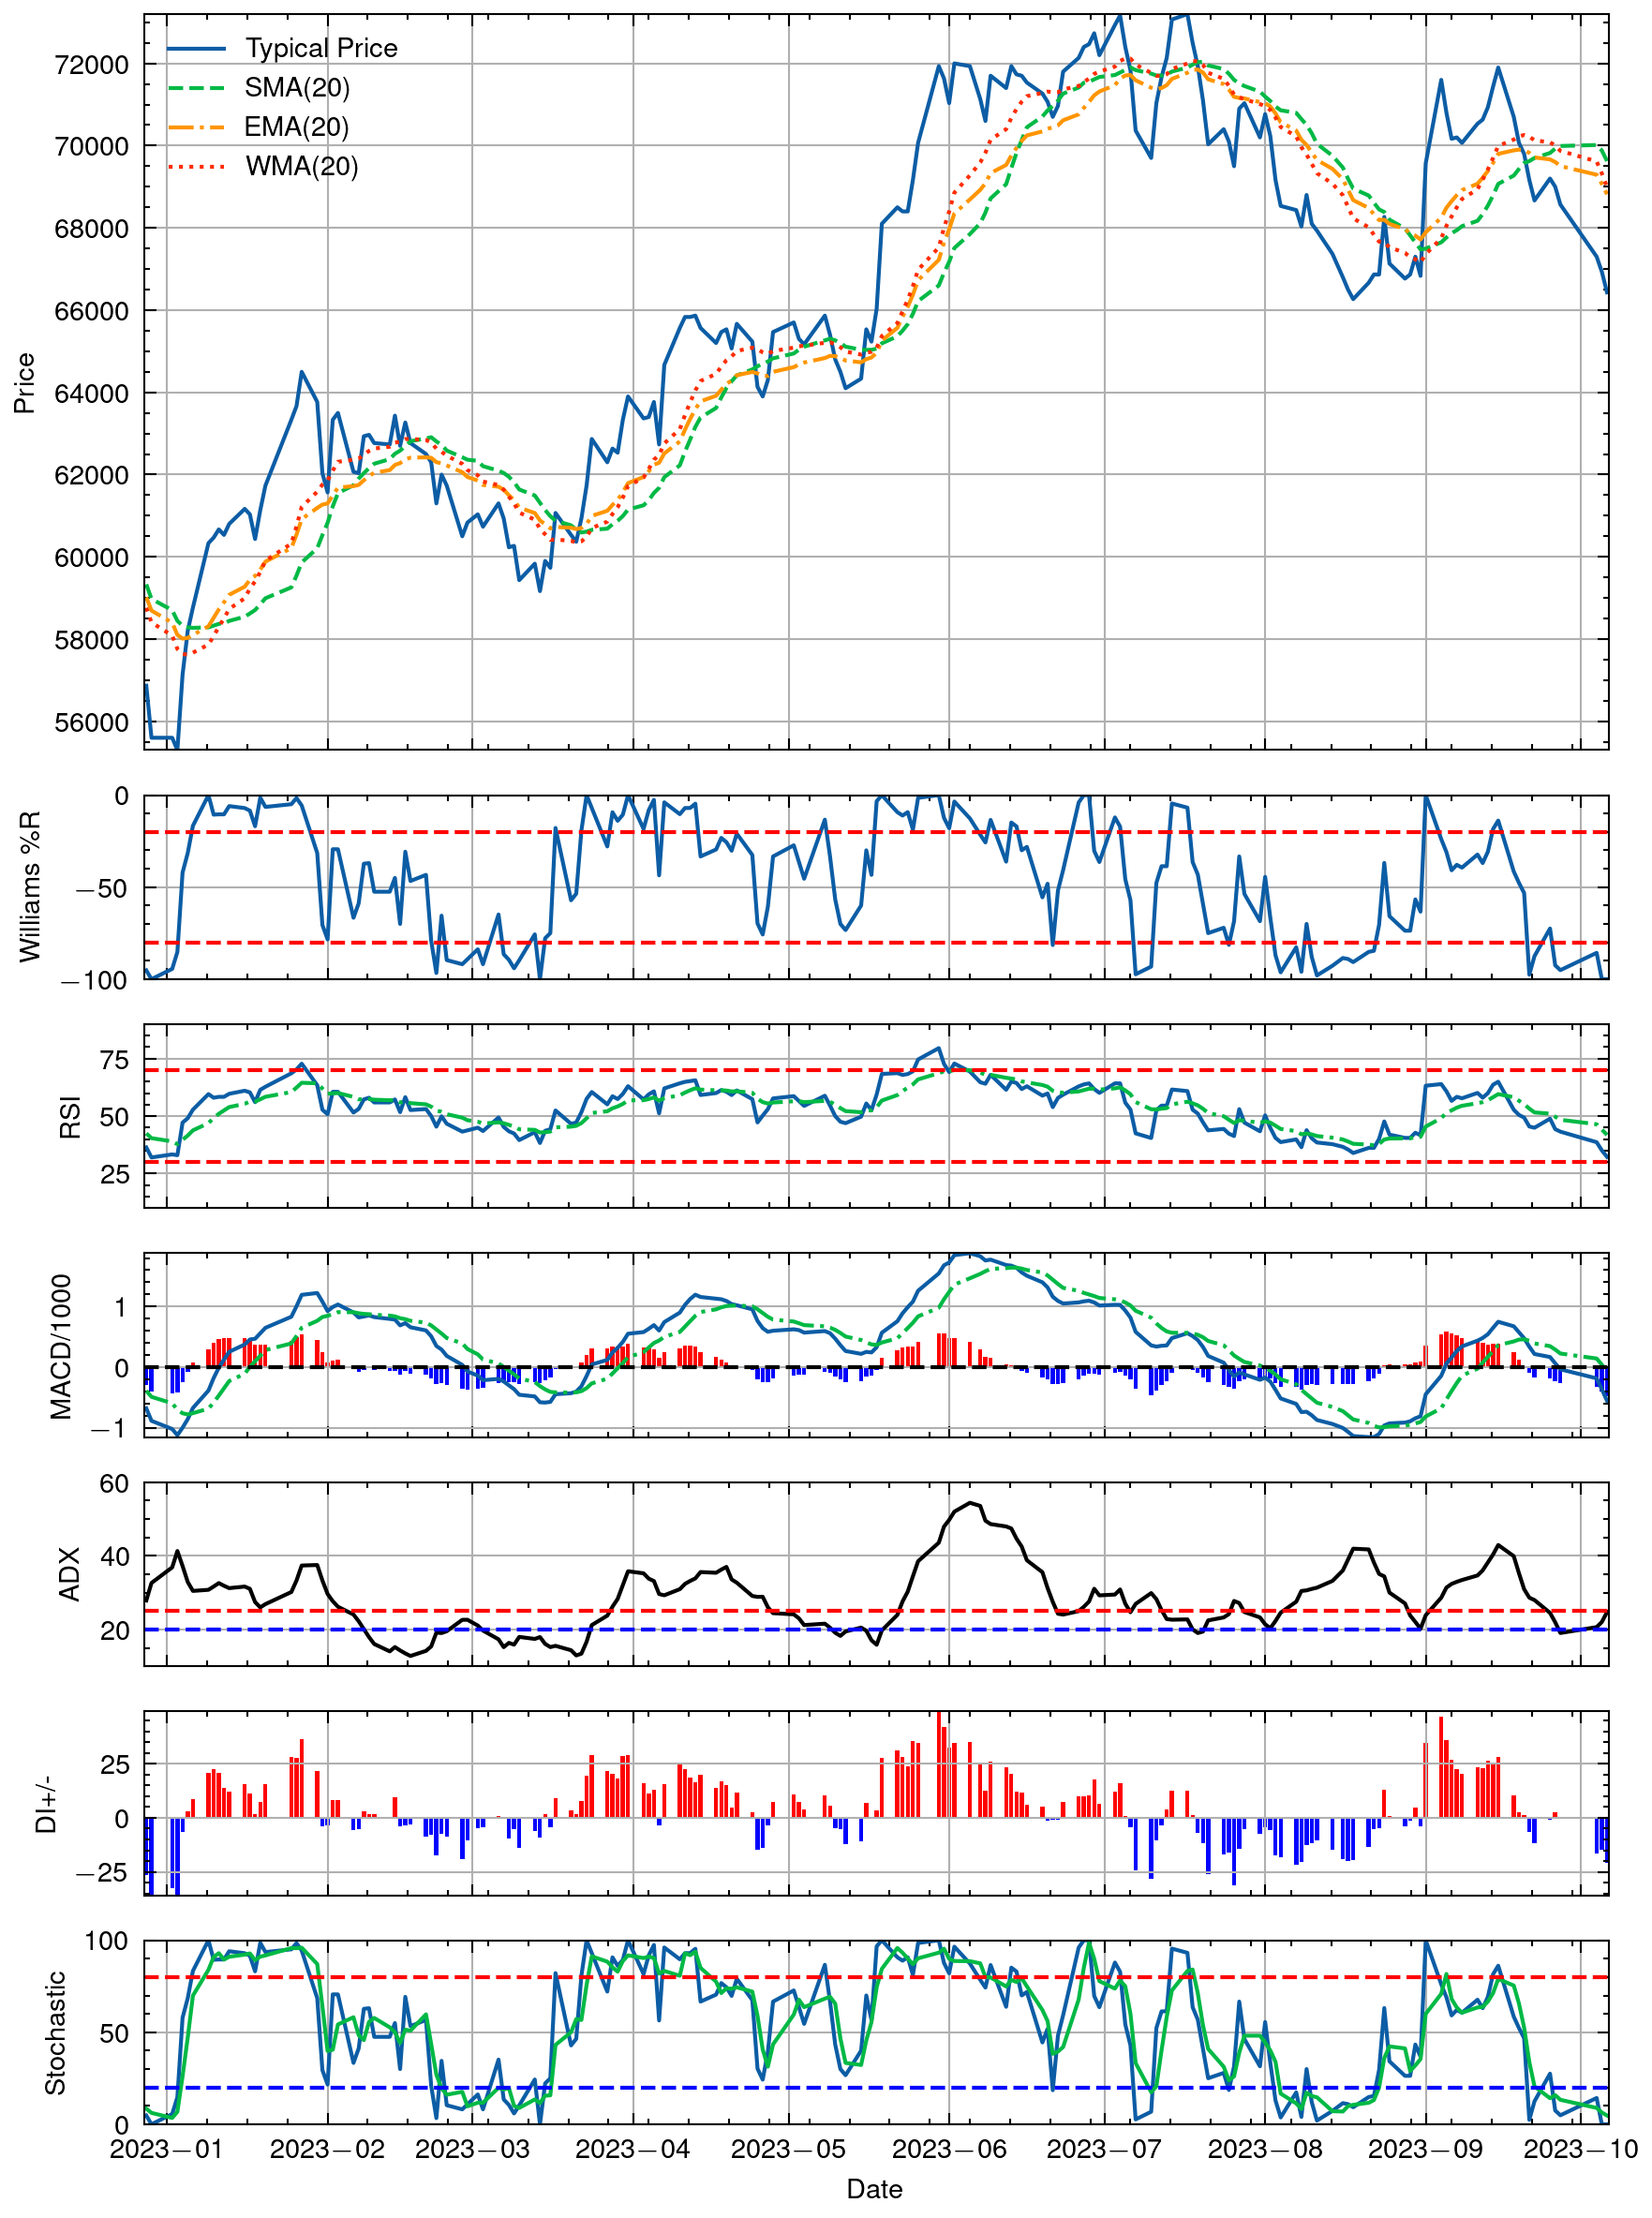 Typical Price
SMA(20)
EMA(20)
WMA(20)
72000
70000
68000
66000
64000
62000
60000
58000
56000
Price
0
−50
−100
Williams %R
75
50
25
RSI
1
0
−1
MACD/1000
60
40
20
ADX
25
0
−25
DI+/-
100
50
0
Stochastic
2023−01 2023−02 2023−03 2023−04 2023−05 2023−06 2023−07 2023−08 2023−09 2023−10
Date